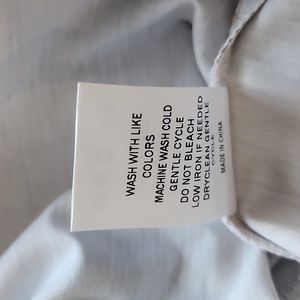 WASH WITH LIKE
COLORS
MACHINE WASH COLD
GENTLE CYCLE
DO NOT BLEACH
LOW IRON IF NEEDED
DRYCLEAN GENTLE
CYCLE
MADE IN CHINA